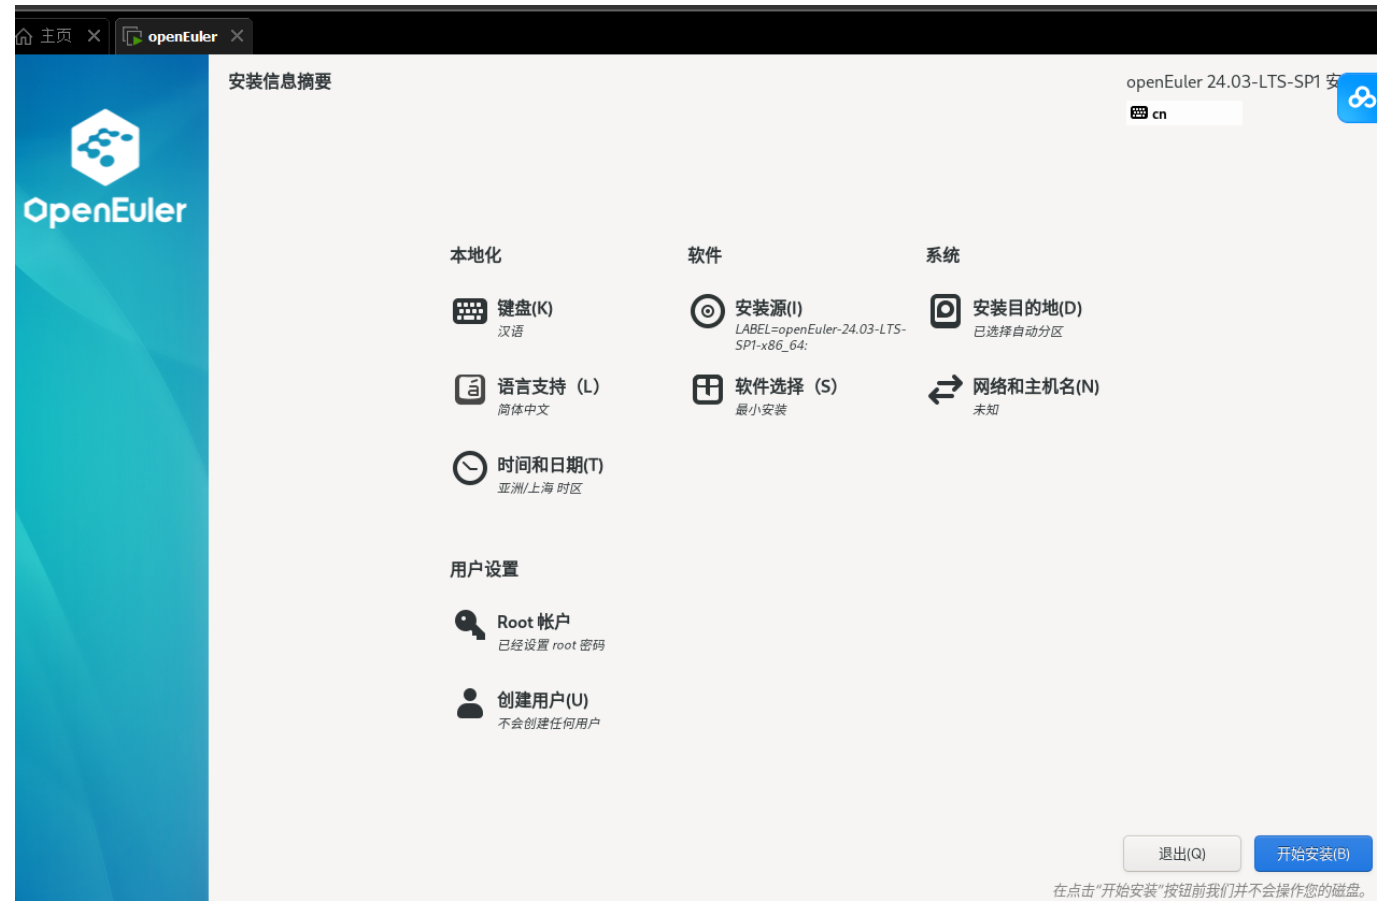 主页
openEuler
安装信息摘要
openEuler 24.03-LTS-SP1 安
cn
OpenEuler
本地化
软件
系统
键盘(K)
汉语
安装源(I)
LABEL=openEuler-24.03-LTS-
SP1-x86_64:
安装目的地(D)
已选择自动分区
语言支持（L）
简体中文
软件选择（S）
最小安装
网络和主机名(N)
未知
时间和日期(T)
亚洲/上海 时区
用户设置
Root 帐户
已经设置 root 密码
创建用户(U)
不会创建任何用户
退出(Q)
开始安装(B)
在点击“开始安装”按钮前我们并不会操作您的磁盘。